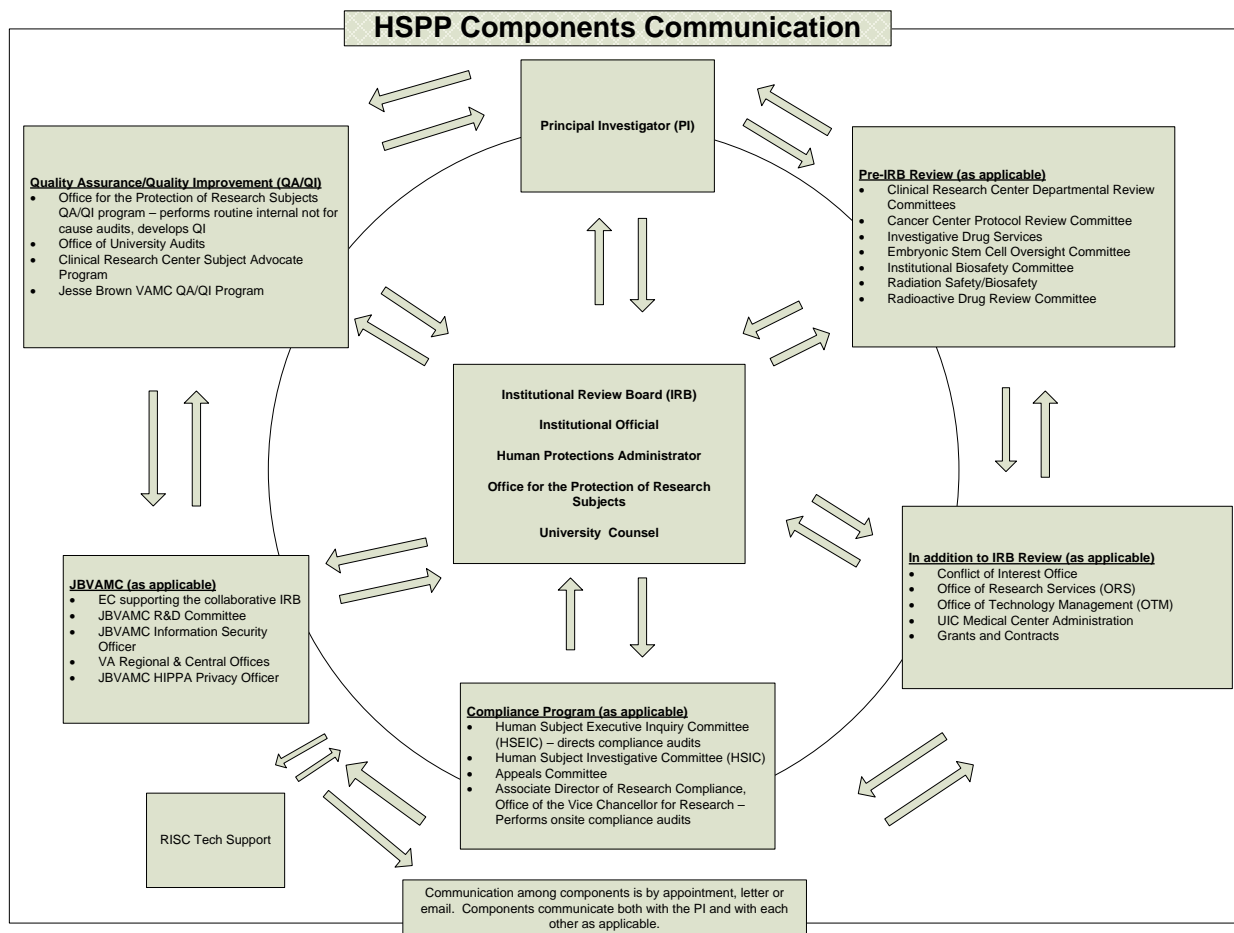 HSPP Components Communication
Principal Investigator (PI)
Quality Assurance/Quality Improvement (QA/QI)
• Office for the Protection of Research Subjects
QA/QI program – performs routine internal not for
cause audits, develops QI
• Office of University Audits
• Clinical Research Center Subject Advocate
Program
• Jesse Brown VAMC QA/QI Program
Pre-IRB Review (as applicable)
• Clinical Research Center Departmental Review
Committees
• Cancer Center Protocol Review Committee
• Investigative Drug Services
• Embryonic Stem Cell Oversight Committee
• Institutional Biosafety Committee
• Radiation Safety/Biosafety
• Radioactive Drug Review Committee
Institutional Review Board (IRB)
Institutional Official
Human Protections Administrator
Office for the Protection of Research
Subjects
University Counsel
JBVAMC (as applicable)
• EC supporting the collaborative IRB
• JBVAMC R&D Committee
• JBVAMC Information Security
Officer
• VA Regional & Central Offices
• JBVAMC HIPPA Privacy Officer
In addition to IRB Review (as applicable)
• Conflict of Interest Office
• Office of Research Services (ORS)
• Office of Technology Management (OTM)
• UIC Medical Center Administration
• Grants and Contracts
Compliance Program (as applicable)
• Human Subject Executive Inquiry Committee
(HSEIC) – directs compliance audits
• Human Subject Investigative Committee (HSIC)
• Appeals Committee
• Associate Director of Research Compliance,
Office of the Vice Chancellor for Research –
Performs onsite compliance audits
RISC Tech Support
Communication among components is by appointment, letter or
email. Components communicate both with the PI and with each
other as applicable.